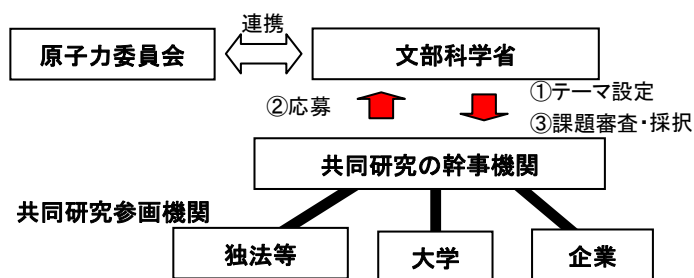 連携
原子力委員会
文部科学省
②応募
①テーマ設定
③課題審査・採択
共同研究の幹事機関
共同研究参画機関
独法等
大学
企業